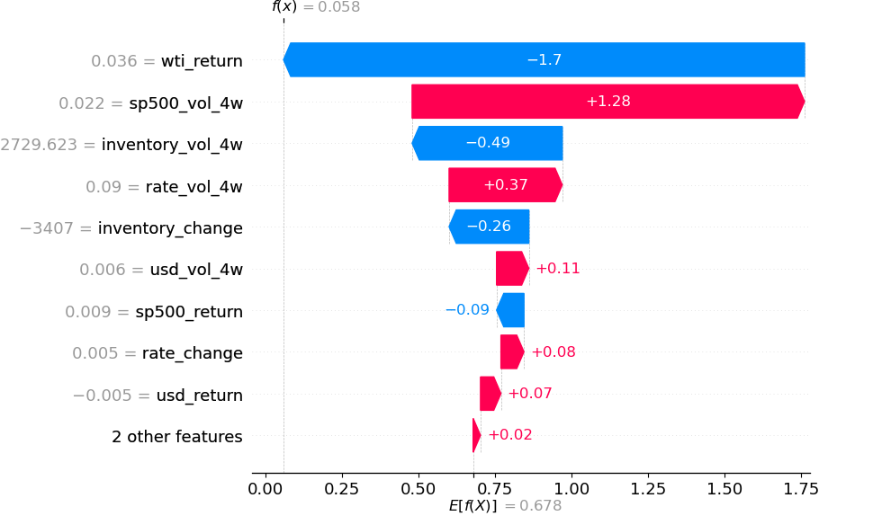 f(x) = 0.058
0.036 = wti_return −1.7
0.022 = sp500_vol_4w +1.28
2729.623 = inventory_vol_4w −0.49
0.09 = rate_vol_4w +0.37
−3407 = inventory_change −0.26
0.006 = usd_vol_4w +0.11
0.009 = sp500_return −0.09
0.005 = rate_change +0.08
−0.005 = usd_return +0.07
2 other features +0.02
0.00 0.25 0.50 0.75 1.00 1.25 1.50 1.75
E[f(X)] = 0.678